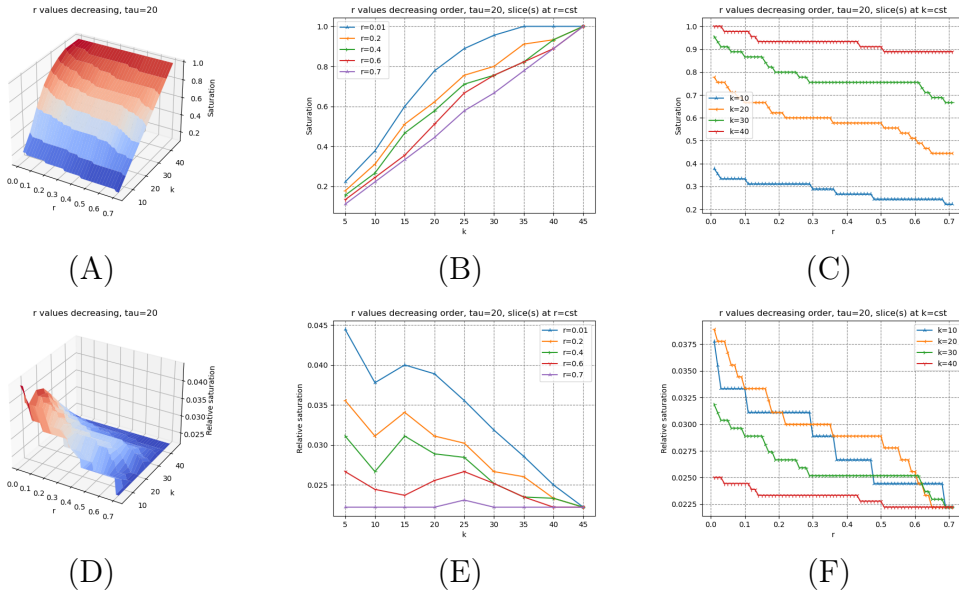 r values decreasing, tau=20
1.0
0.8
0.6
0.4
0.2
Saturation
0.0
0.1
0.2
0.3
0.4
0.5
0.6
0.7
r
10
20
30
40
k
(A)
r values decreasing order, tau=20, slice(s) at r=cst
r=0.01
r=0.2
r=0.4
r=0.6
r=0.7
1.0
0.8
0.6
0.4
0.2
Saturation
5 10 15 20 25 30 35 40 45
k
(B)
r values decreasing order, tau=20, slice(s) at k=cst
1.0
0.9
0.8
0.7
0.6
0.5
0.4
0.3
0.2
Saturation
k=10
k=20
k=30
k=40
0.0 0.1 0.2 0.3 0.4 0.5 0.6 0.7
r
(C)
r values decreasing, tau=20
0.040
0.035
0.030
0.025
Relative saturation
0.0
0.1
0.2
0.3
0.4
0.5
0.6
0.7
r
10
20
30
40
k
(D)
r values decreasing order, tau=20, slice(s) at r=cst
0.045
0.040
0.035
0.030
0.025
Relative saturation
r=0.01
r=0.2
r=0.4
r=0.6
r=0.7
5 10 15 20 25 30 35 40 45
k
(E)
r values decreasing order, tau=20, slice(s) at k=cst
0.0375
0.0350
0.0325
0.0300
0.0275
0.0250
0.0225
Relative saturation
k=10
k=20
k=30
k=40
0.0 0.1 0.2 0.3 0.4 0.5 0.6 0.7
r
(F)